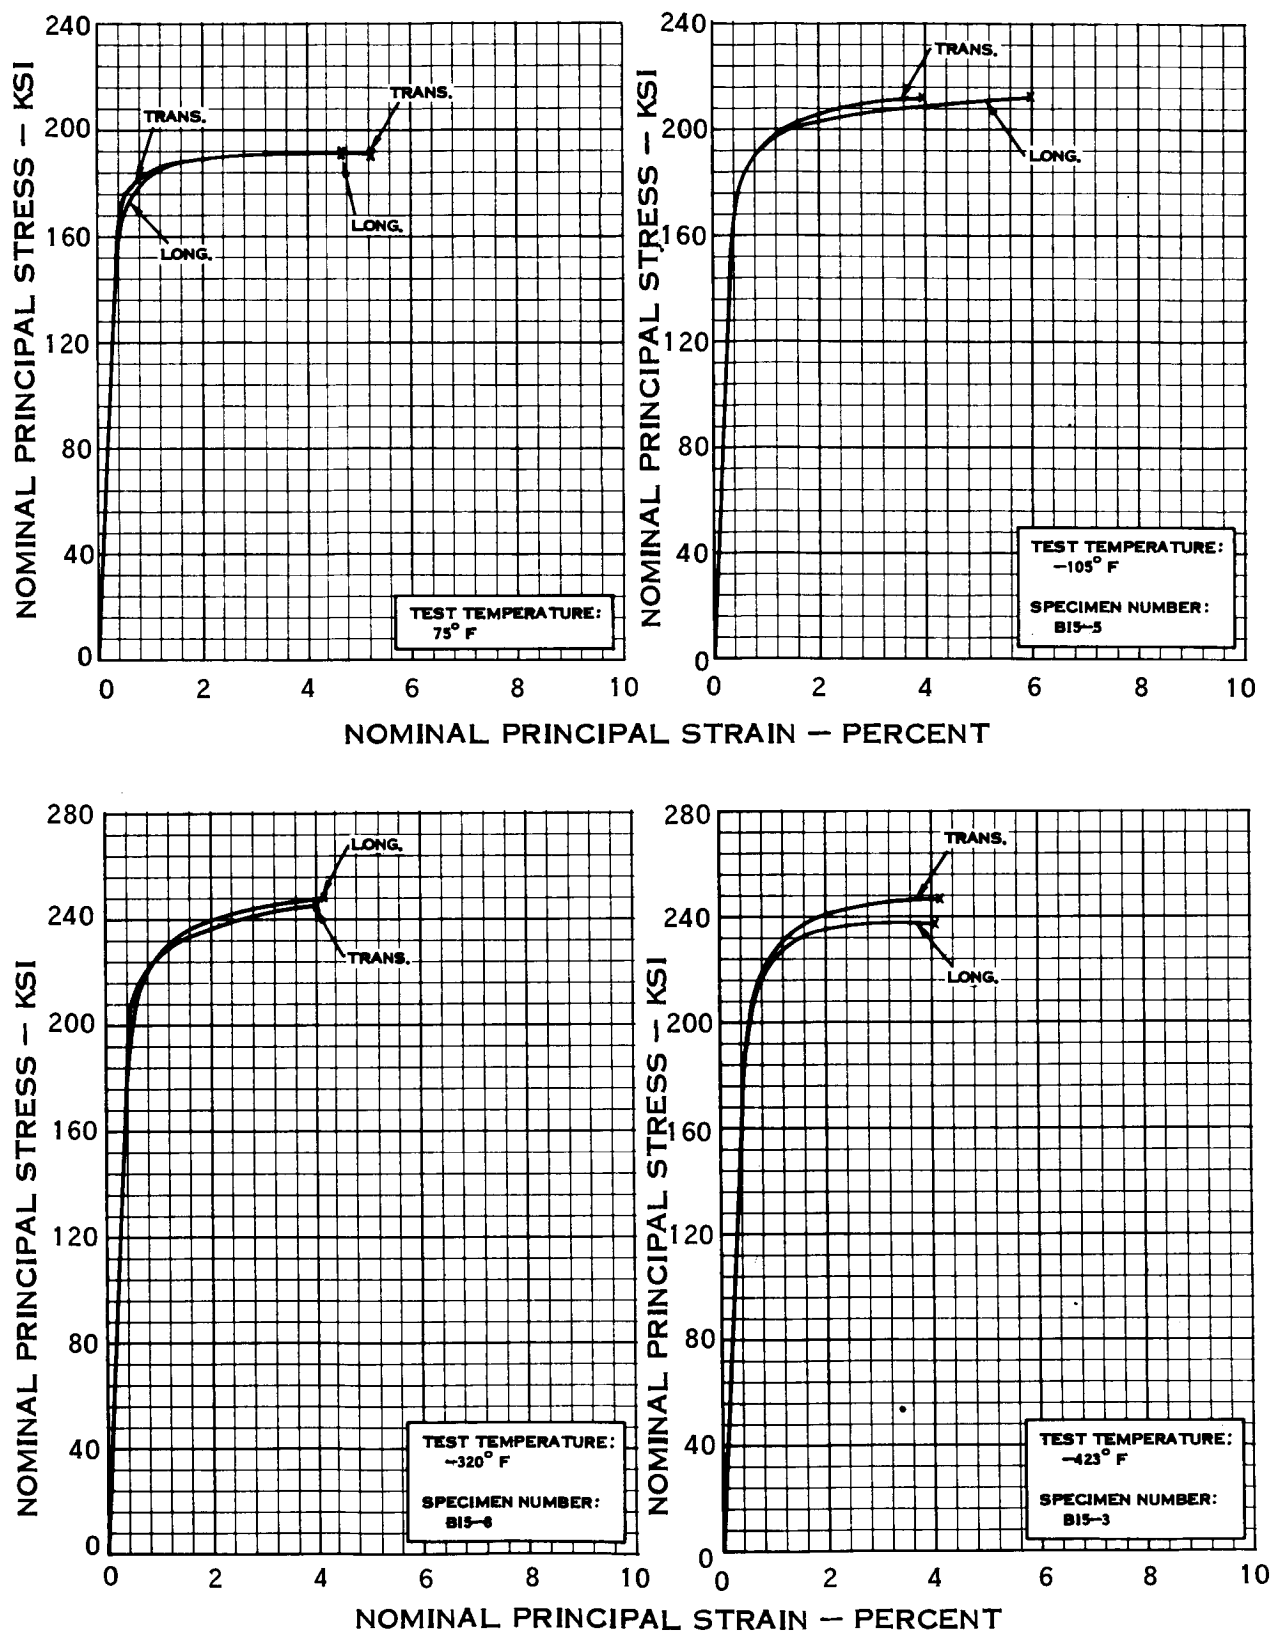 NOMINAL PRINCIPAL STRESS — KSI
240
200
160
120
80
40
0
TRANS.
TRANS.
LONG.
LONG.
TEST TEMPERATURE:
75° F
0 2 4 6 8 10
NOMINAL PRINCIPAL STRESS — KSI
240
200
160
120
80
40
0
TRANS.
LONG.
TEST TEMPERATURE:
—105° F
SPECIMEN NUMBER:
B15—5
0 2 4 6 8 10
NOMINAL PRINCIPAL STRAIN — PERCENT
NOMINAL PRINCIPAL STRESS — KSI
280
240
200
160
120
80
40
0
LONG.
TRANS.
TEST TEMPERATURE:
—320° F
SPECIMEN NUMBER:
B15—6
0 2 4 6 8 10
NOMINAL PRINCIPAL STRESS — KSI
280
240
200
160
120
80
40
0
TRANS.
LONG.
TEST TEMPERATURE:
—423° F
SPECIMEN NUMBER:
B15—3
0 2 4 6 8 10
NOMINAL PRINCIPAL STRAIN — PERCENT